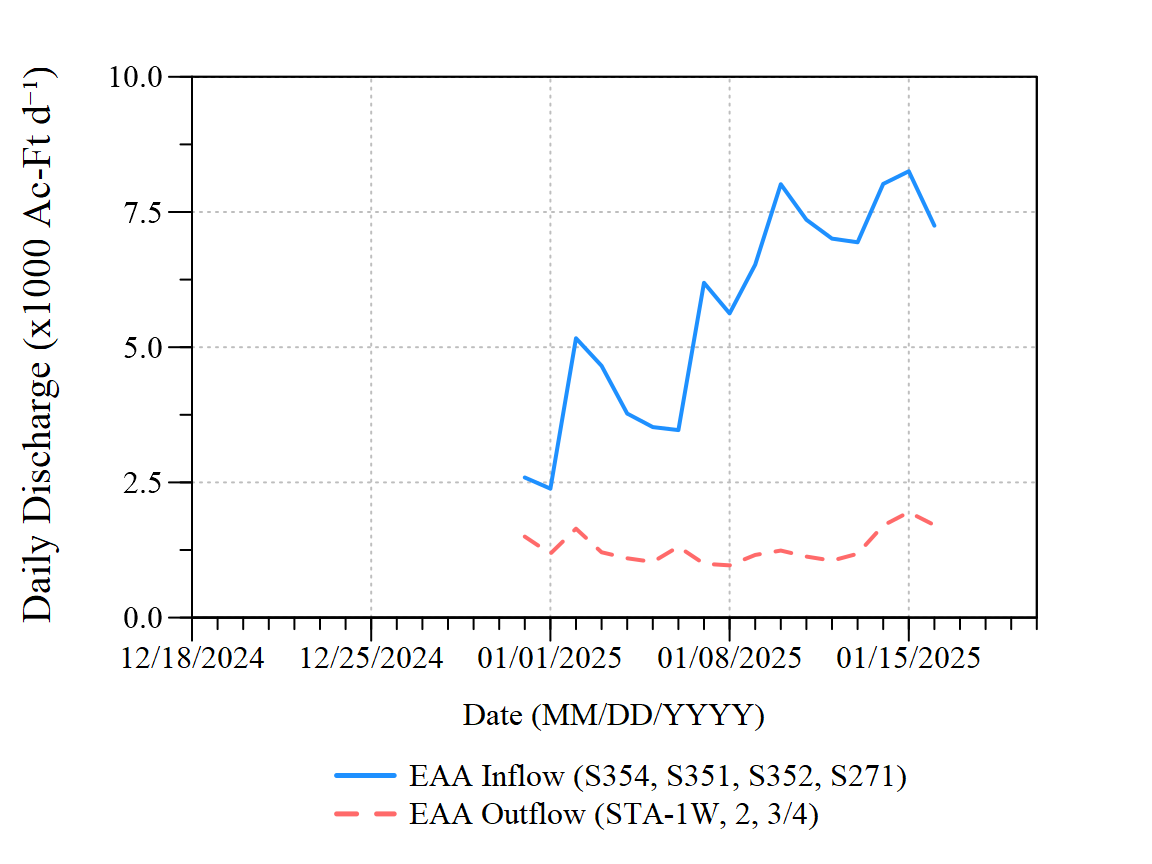 Daily Discharge (x1000 Ac-Ft d⁻¹)
10.0
7.5
5.0
2.5
0.0
12/18/2024 12/25/2024 01/01/2025 01/08/2025 01/15/2025
Date (MM/DD/YYYY)
EAA Inflow (S354, S351, S352, S271)
EAA Outflow (STA-1W, 2, 3/4)